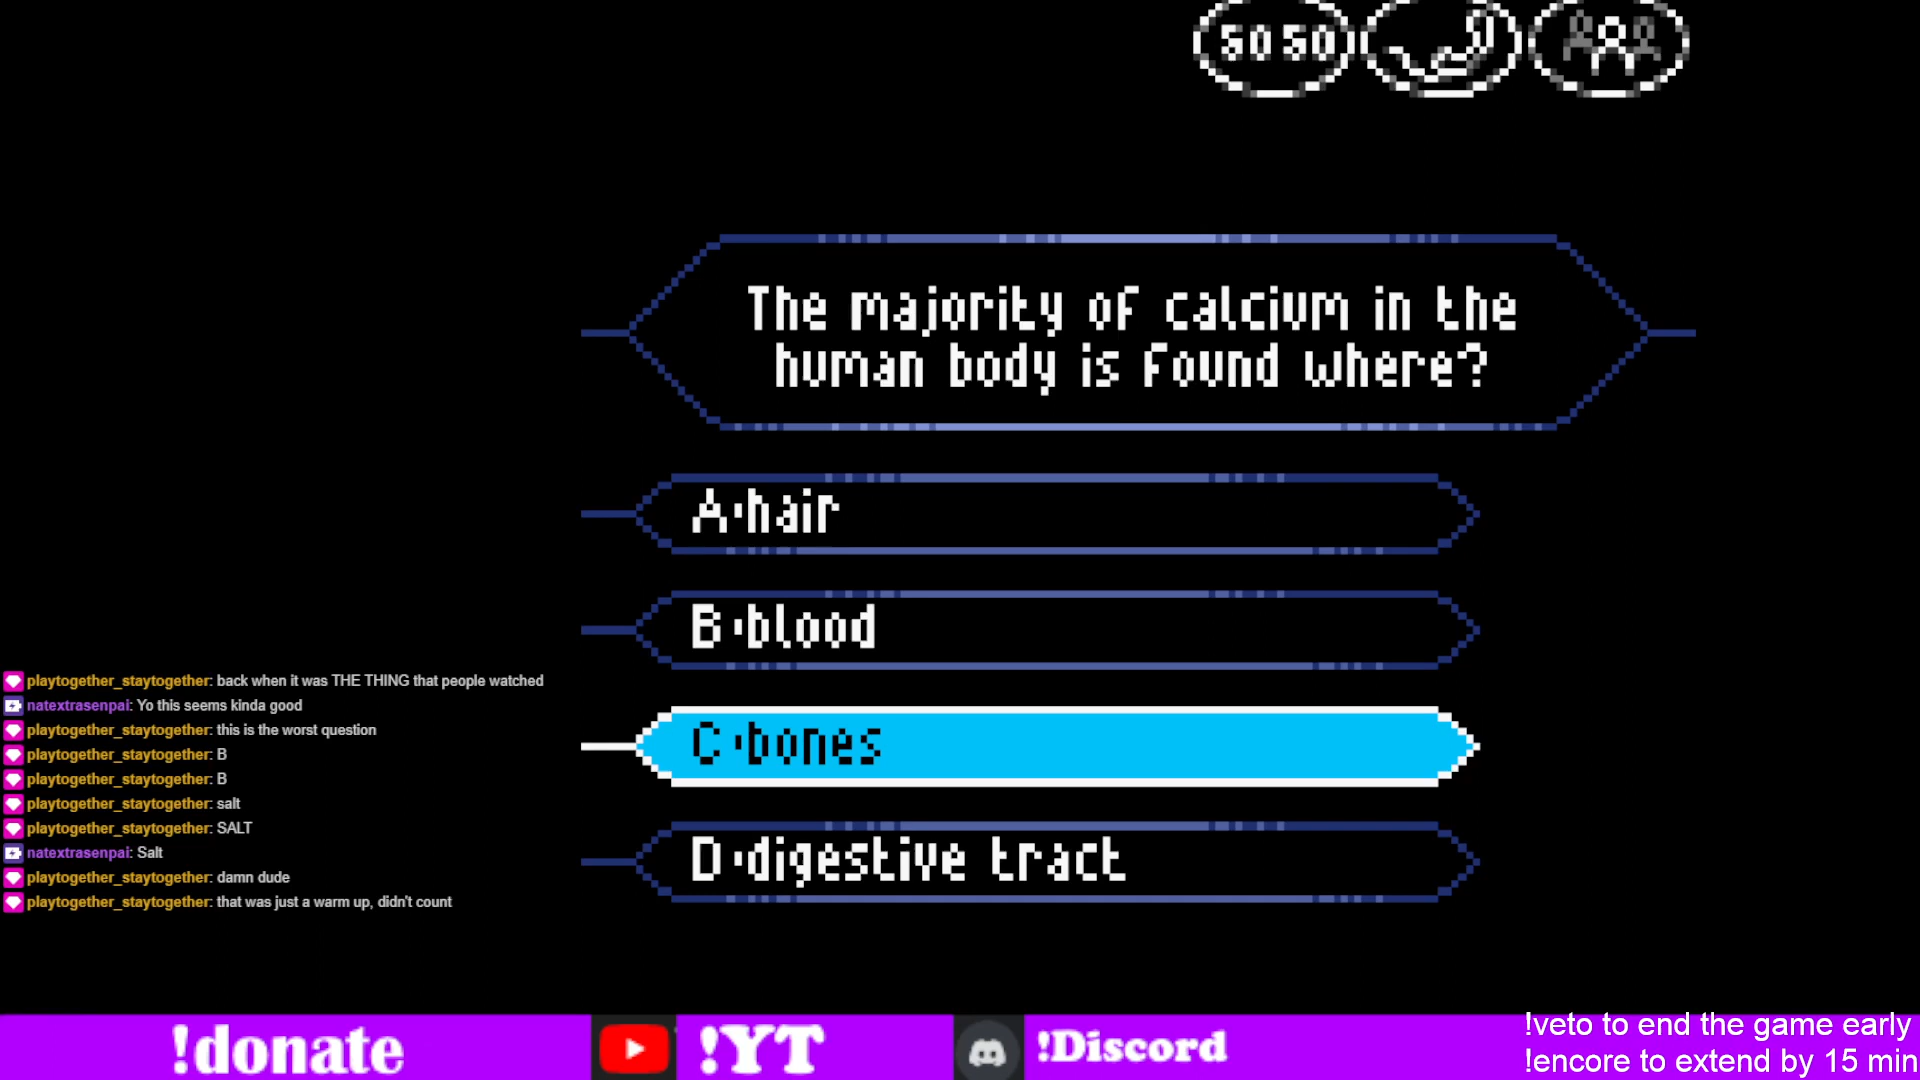 50 50
The majority of calcium in the
human body is found where?
A·hair
B·blood
C·bones
D·digestive tract
playtogether_staytogether: back when it was THE THING that people watched
natextrasenpai: Yo this seems kinda good
playtogether_staytogether: this is the worst question
playtogether_staytogether: B
playtogether_staytogether: B
playtogether_staytogether: salt
playtogether_staytogether: SALT
natextrasenpai: Salt
playtogether_staytogether: damn dude
playtogether_staytogether: that was just a warm up, didn't count
!donate
!YT
!Discord
!veto to end the game early
!encore to extend by 15 min